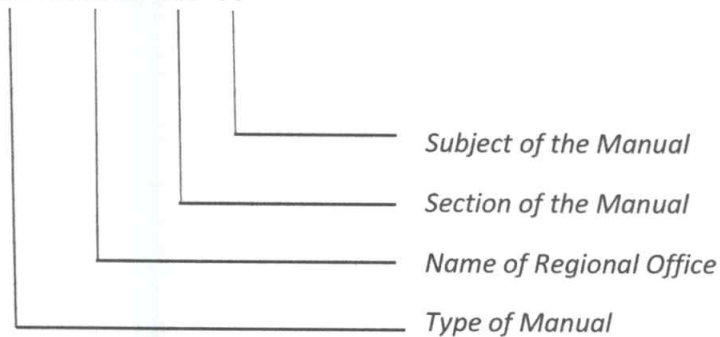 Subject of the Manual
Section of the Manual
Name of Regional Office
Type of Manual